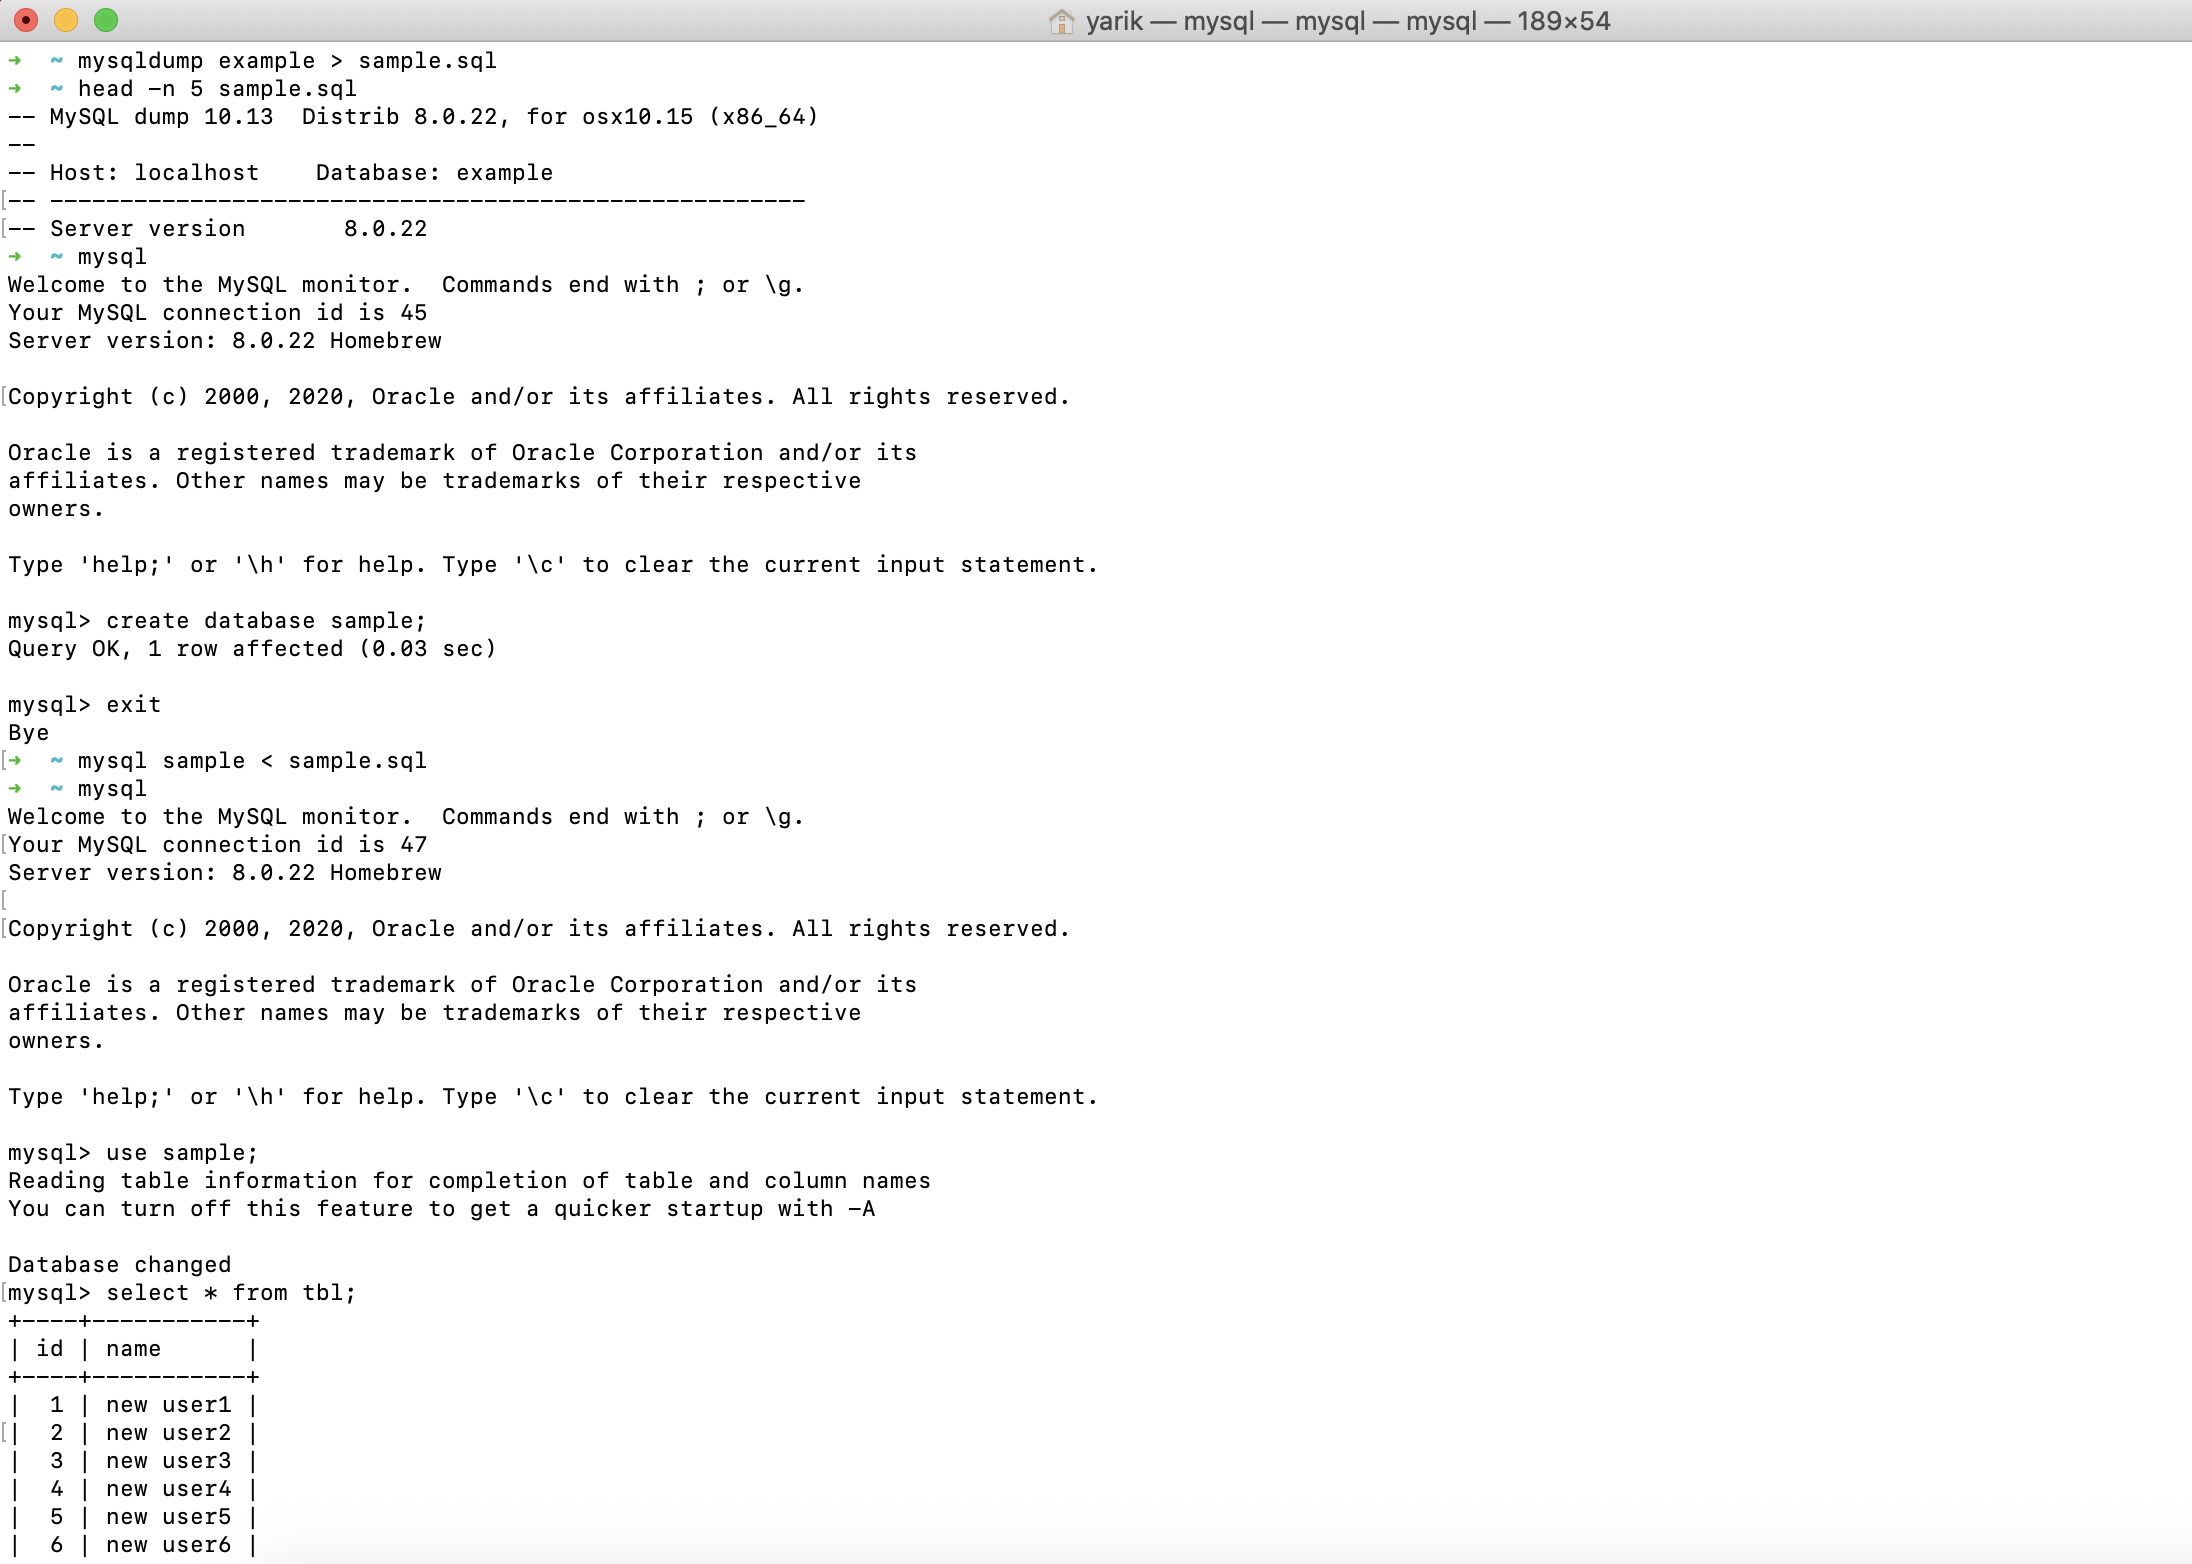 yarik — mysql — mysql — mysql — 189×54
➜  ~ mysqldump example > sample.sql
➜  ~ head -n 5 sample.sql
-- MySQL dump 10.13  Distrib 8.0.22, for osx10.15 (x86_64)
--
-- Host: localhost    Database: example
-- ------------------------------------------------------
-- Server version	8.0.22
➜  ~ mysql
Welcome to the MySQL monitor.  Commands end with ; or \g.
Your MySQL connection id is 45
Server version: 8.0.22 Homebrew

Copyright (c) 2000, 2020, Oracle and/or its affiliates. All rights reserved.

Oracle is a registered trademark of Oracle Corporation and/or its
affiliates. Other names may be trademarks of their respective
owners.

Type 'help;' or '\h' for help. Type '\c' to clear the current input statement.

mysql> create database sample;
Query OK, 1 row affected (0.03 sec)

mysql> exit
Bye
➜  ~ mysql sample < sample.sql
➜  ~ mysql
Welcome to the MySQL monitor.  Commands end with ; or \g.
Your MySQL connection id is 47
Server version: 8.0.22 Homebrew

Copyright (c) 2000, 2020, Oracle and/or its affiliates. All rights reserved.

Oracle is a registered trademark of Oracle Corporation and/or its
affiliates. Other names may be trademarks of their respective
owners.

Type 'help;' or '\h' for help. Type '\c' to clear the current input statement.

mysql> use sample;
Reading table information for completion of table and column names
You can turn off this feature to get a quicker startup with -A

Database changed
mysql> select * from tbl;
+----+-----------+
| id | name      |
+----+-----------+
|  1 | new user1 |
|  2 | new user2 |
|  3 | new user3 |
|  4 | new user4 |
|  5 | new user5 |
|  6 | new user6 |